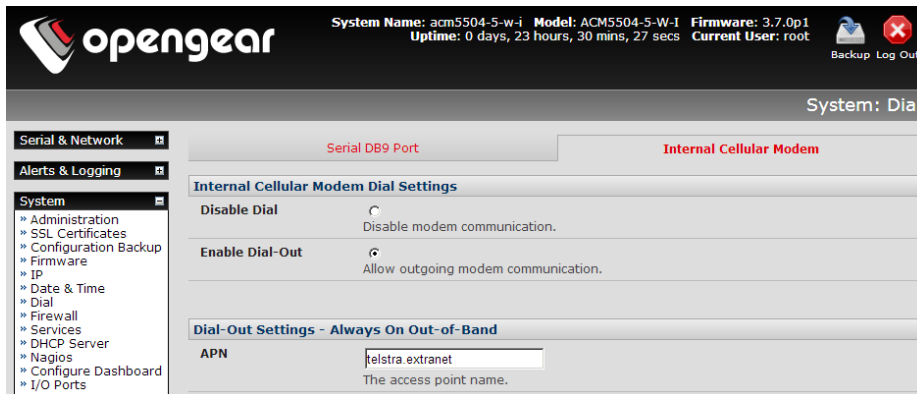 opengear
System Name: acm5504-5-w-i Model: ACM5504-5-W-I Firmware: 3.7.0p1
Uptime: 0 days, 23 hours, 30 mins, 27 secs Current User: root
Backup Log Out
System: Dia
Serial & Network
Alerts & Logging
System
» Administration
» SSL Certificates
» Configuration Backup
» Firmware
» IP
» Date & Time
» Dial
» Firewall
» Services
» DHCP Server
» Nagios
» Configure Dashboard
» I/O Ports
Serial DB9 Port
Internal Cellular Modem
Internal Cellular Modem Dial Settings
Disable Dial
Disable modem communication.
Enable Dial-Out
Allow outgoing modem communication.
Dial-Out Settings - Always On Out-of-Band
APN
telstra.extranet
The access point name.